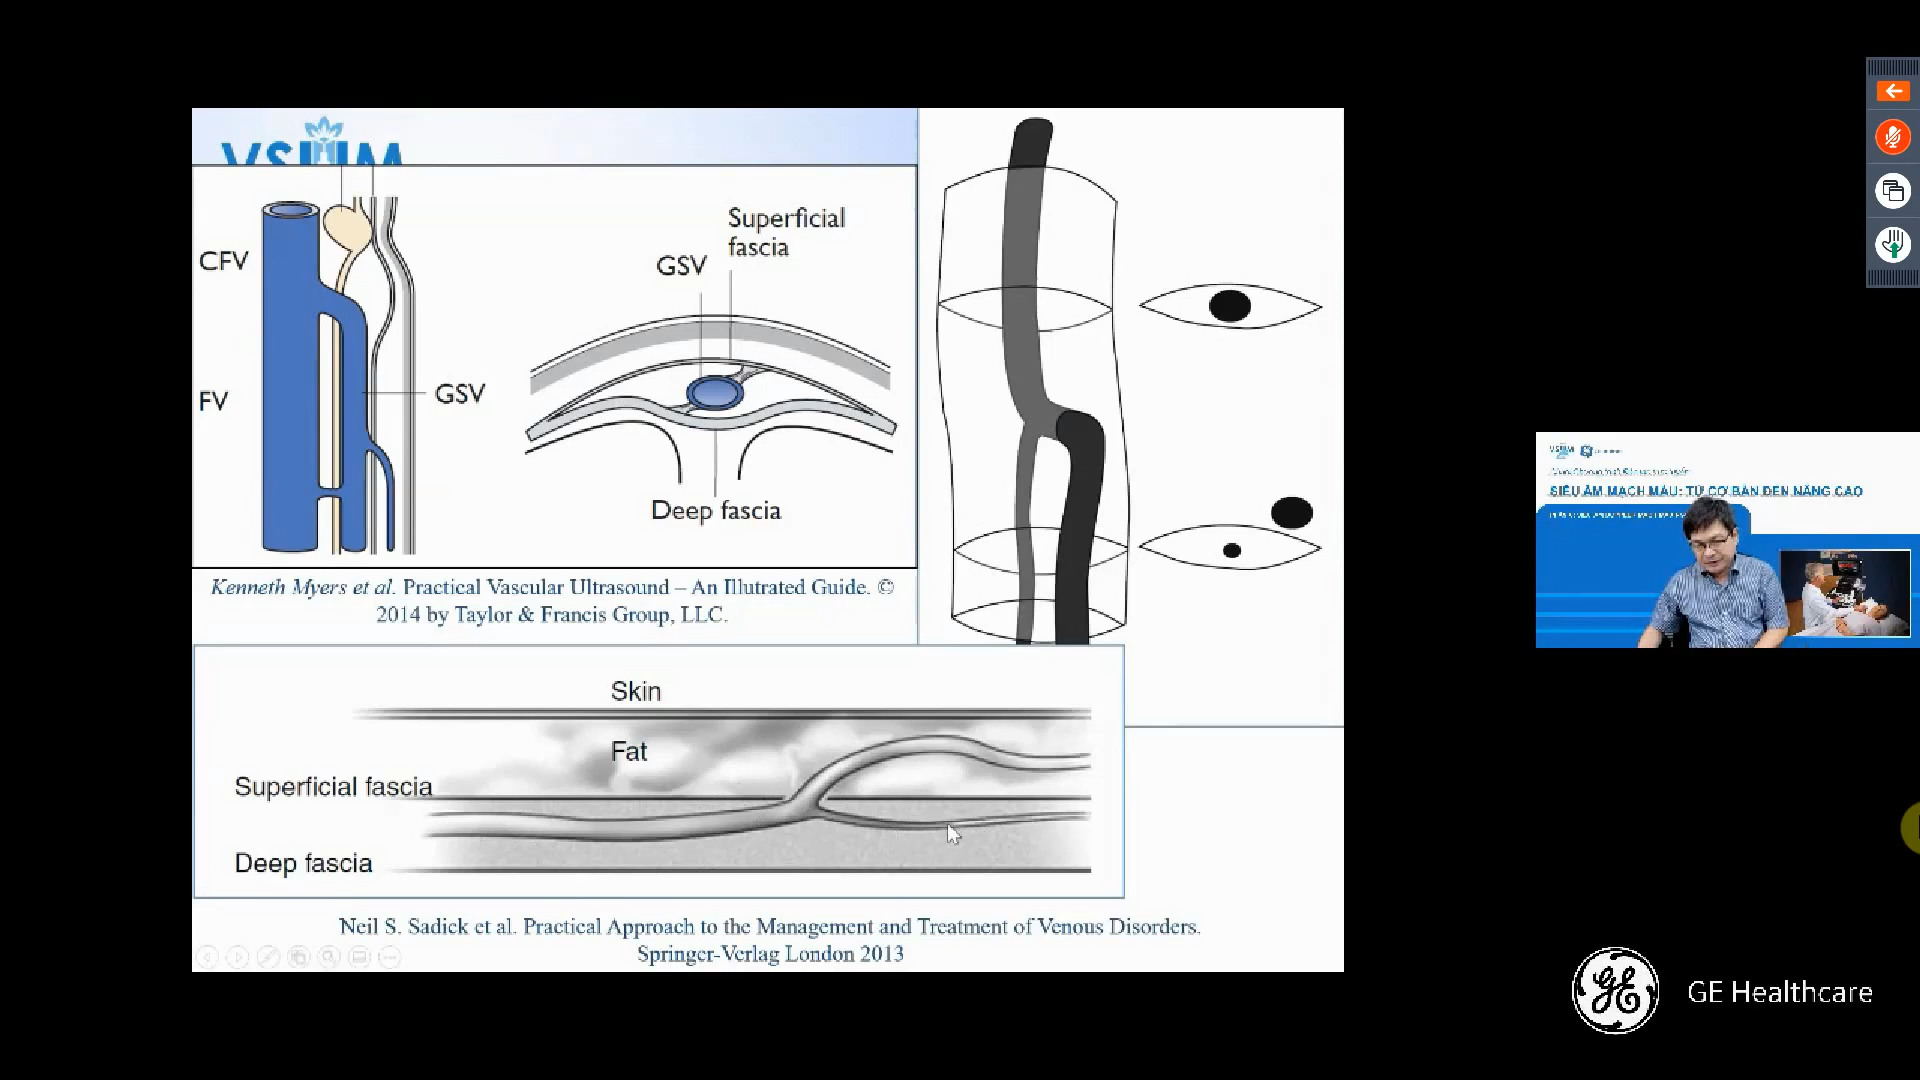 VSUM
CFV
FV
GSV
GSV
Superficial
fascia
Deep fascia
Kenneth Myers et al. Practical Vascular Ultrasound – An Illutrated Guide. ©
2014 by Taylor & Francis Group, LLC.
Skin
Fat
Superficial fascia
Deep fascia
Neil S. Sadick et al. Practical Approach to the Management and Treatment of Venous Disorders.
Springer-Verlag London 2013
VSUM
SIÊU ÂM MẠCH MÁU: TỪ CƠ BẢN ĐẾN NÂNG CAO
GE Healthcare